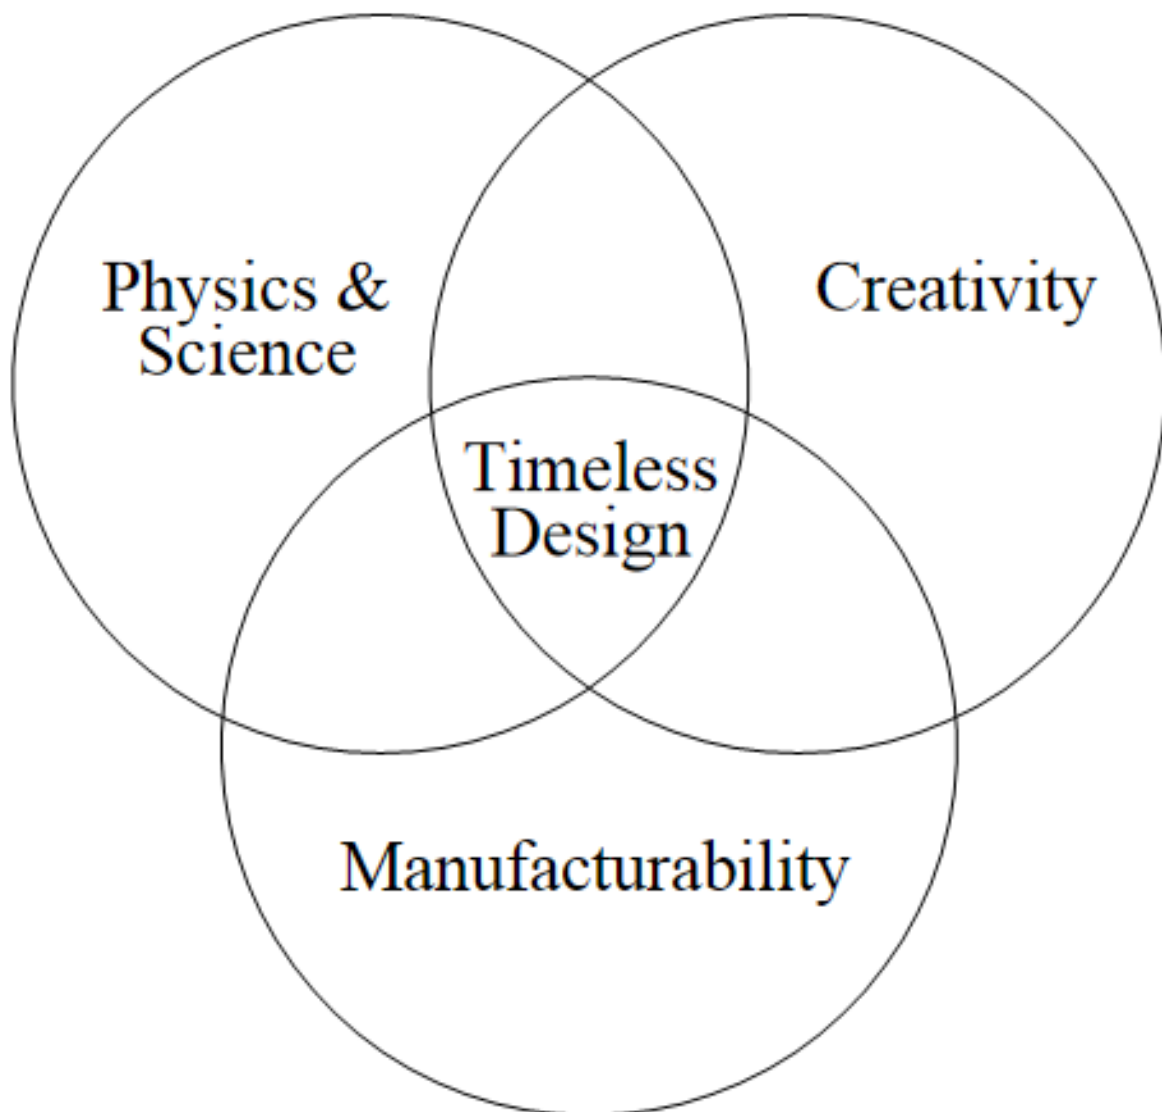 Physics &
Science
Creativity
Timeless
Design
Manufacturability